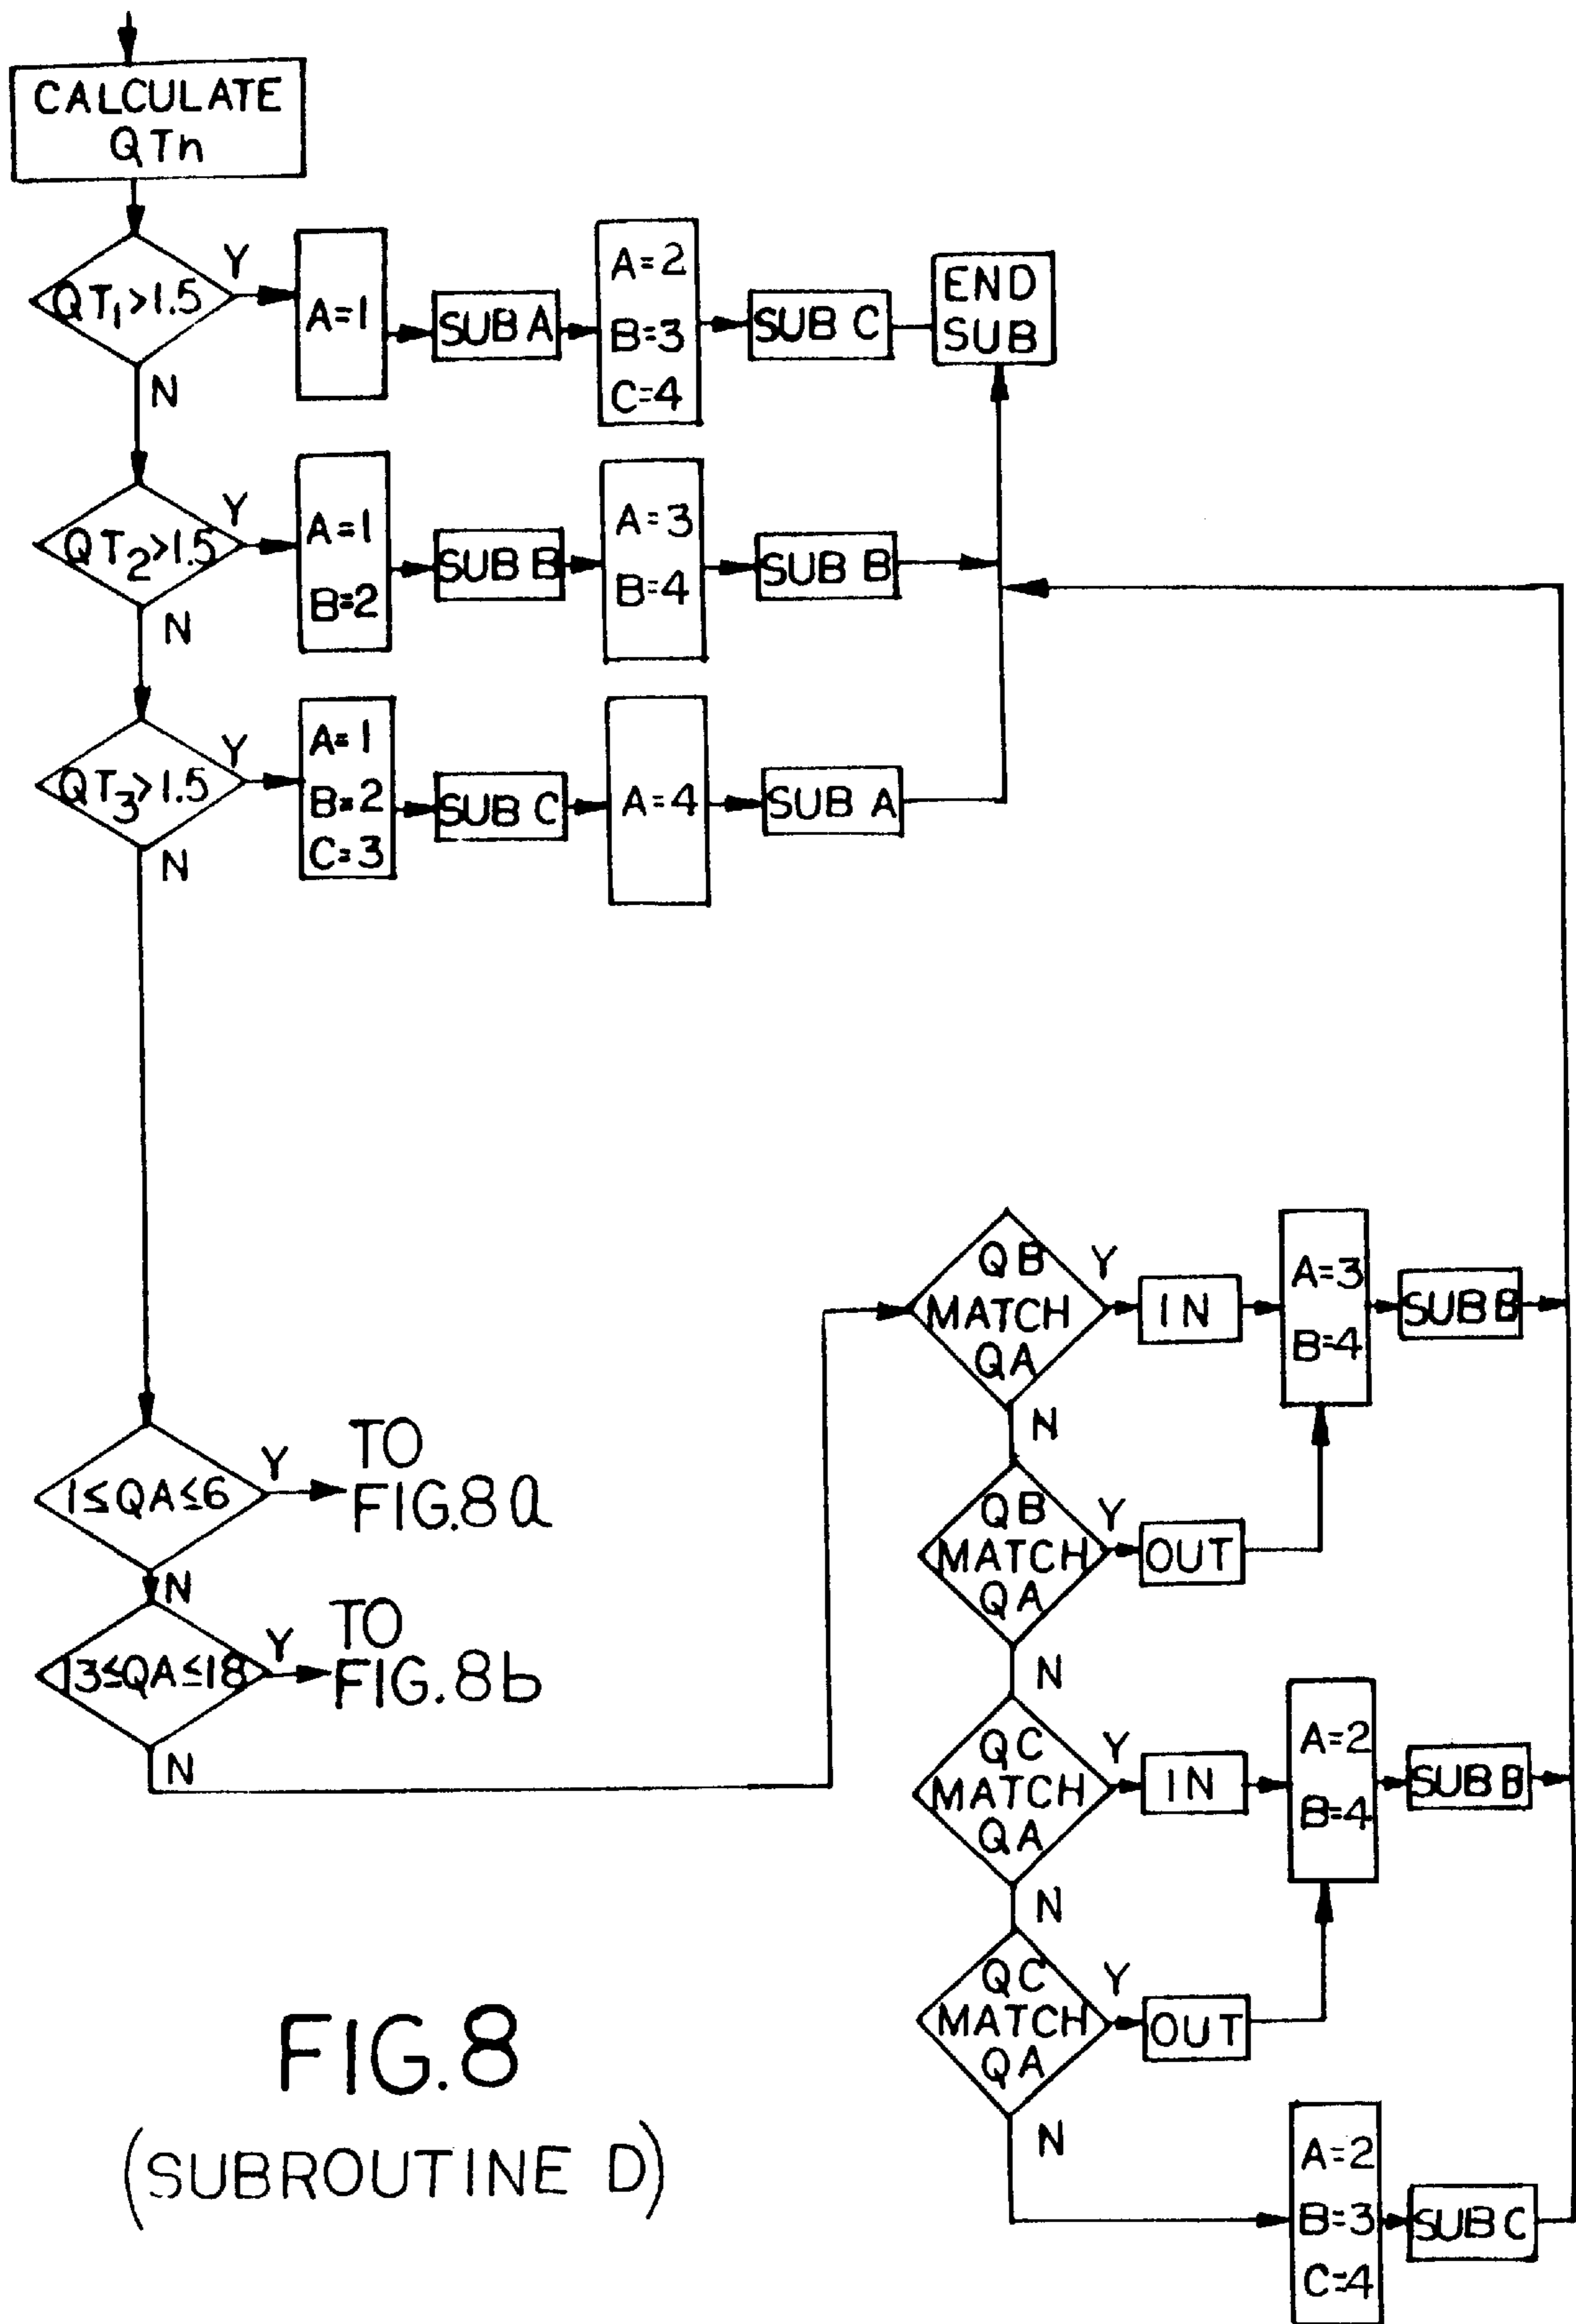 CALCULATE
QTn
QT₁>1.5
Y
N
A=1
SUB A
A=2
B=3
C=4
SUB C
END
SUB
QT₂>1.5
Y
N
A=1
B=2
SUB B
A=3
B=4
SUB B
QT₃>1.5
Y
N
A=1
B=2
C=3
SUB C
A=4
SUB A
1≤QA≤6
Y
N
TO
FIG.8a
13≤QA≤18
Y
N
TO
FIG.8b
QB
MATCH
QA
Y
N
IN
A=3
B=4
SUB B
QB
MATCH
QA
Y
N
OUT
QC
MATCH
QA
Y
N
IN
A=2
B=4
SUB B
QC
MATCH
QA
Y
N
OUT
A=2
B=3
C=4
SUB C
FIG.8
(SUBROUTINE D)